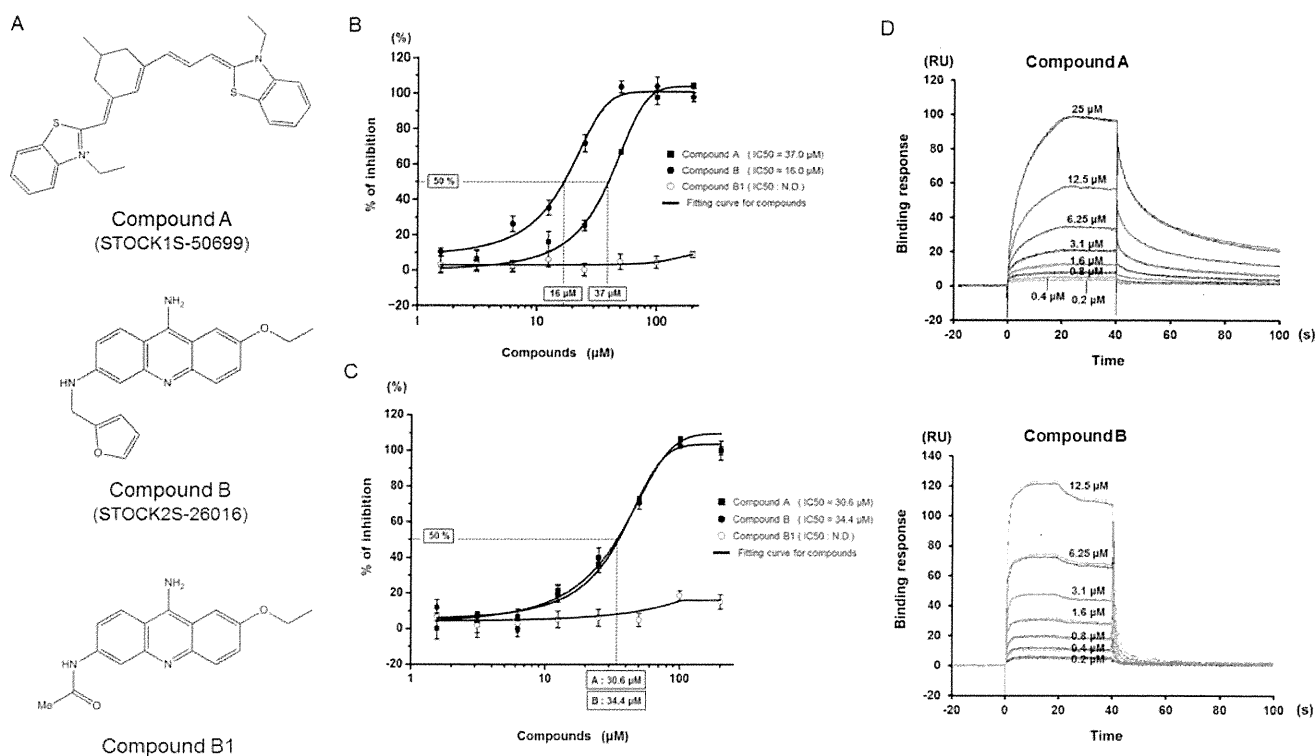 A
S
N
S
N+
Compound A
(STOCK1S-50699)
NH2
O
HN
N
O
Compound B
(STOCK2S-26016)
NH2
O
HN
N
Me
O
Compound B1
B
(%)
120
100
80
60
40
20
0
−20
% of inhibition
50 %
16 μM
37 μM
1
10
100
Compounds (μM)
Compound A ( IC50 = 37.0 μM)
Compound B ( IC50 = 16.0 μM)
Compound B1 (IC50 : N.D.)
Fitting curve for compounds
C
(%)
120
100
80
60
40
20
0
−20
% of inhibition
50 %
1
10
100
A : 30.6 μM
B : 34.4 μM
Compounds (μM)
Compound A ( IC50 = 30.6 μM)
Compound B ( IC50 = 34.4 μM)
Compound B1 ( IC50 : N.D.)
Fitting curve for compounds
D
(RU)
Compound A
120
100
80
60
40
20
0
-20
Binding response
25 μM
12.5 μM
6.25 μM
3.1 μM
1.6 μM
0.8 μM
0.4 μM
0.2 μM
-20 0 20 40 60 80 100 (s)
Time
(RU)
Compound B
140
120
100
80
60
40
20
0
-20
Binding response
12.5 μM
6.25 μM
3.1 μM
1.6 μM
0.8 μM
0.4 μM
0.2 μM
-20 0 20 40 60 80 100 (s)
Time